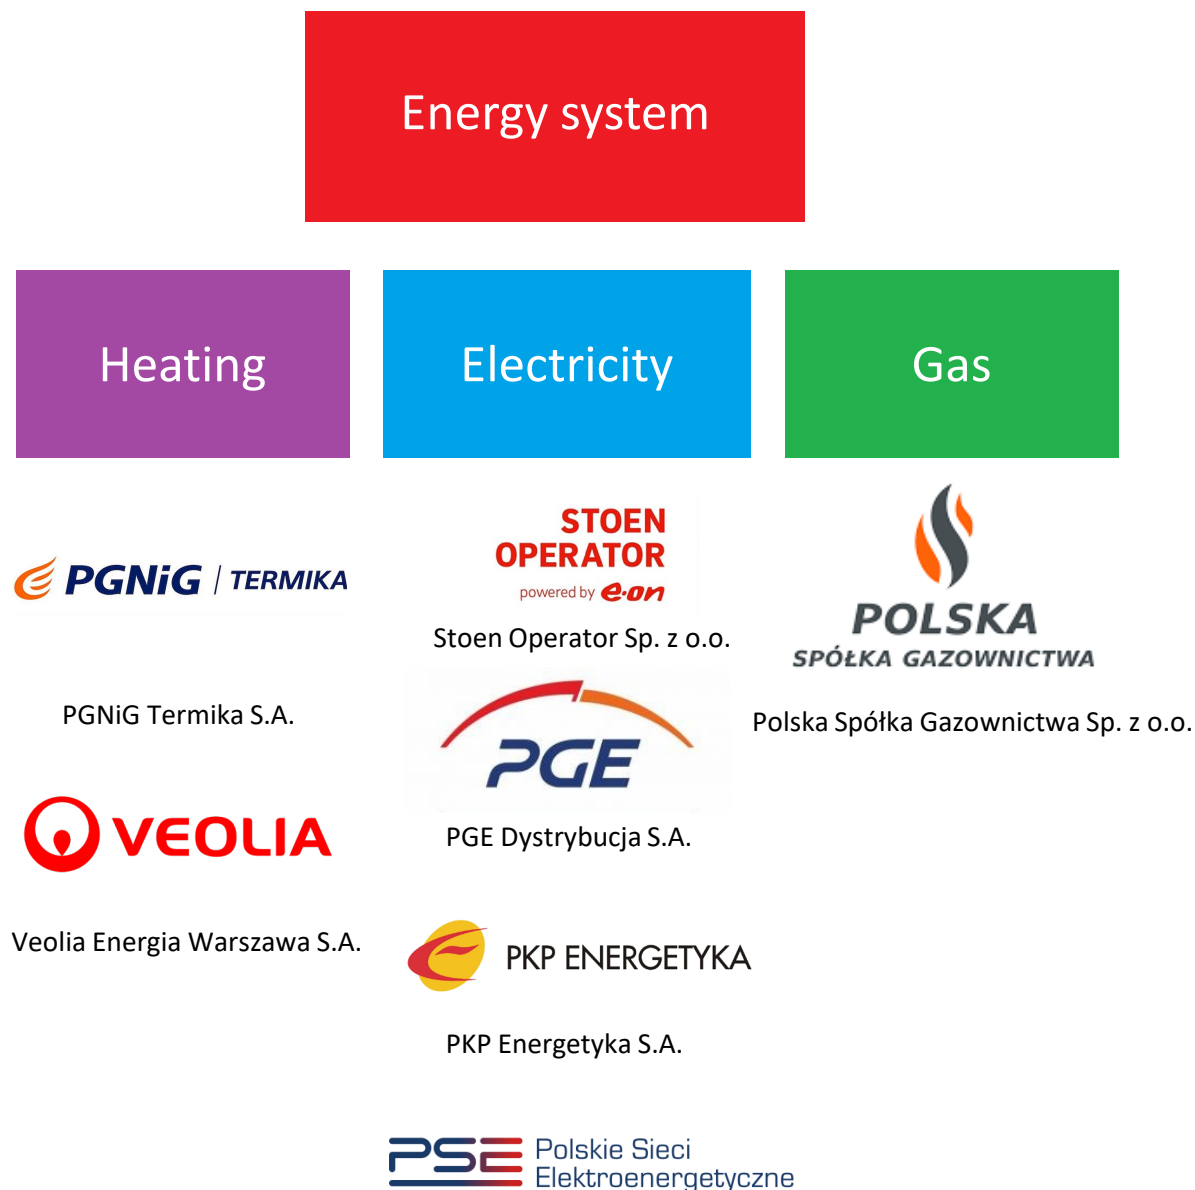 Energy system
Heating
Electricity
Gas
PGNiG | TERMIKA
PGNiG Termika S.A.
VEOLIA
Veolia Energia Warszawa S.A.
STOEN
OPERATOR
powered by e.on
Stoen Operator Sp. z o.o.
PGE
PGE Dystrybucja S.A.
PKP ENERGETYKA
PKP Energetyka S.A.
PSE Polskie Sieci
Elektroenergetyczne
POLSKA
SPÓŁKA GAZOWNICTWA
Polska Spółka Gazownictwa Sp. z o.o.